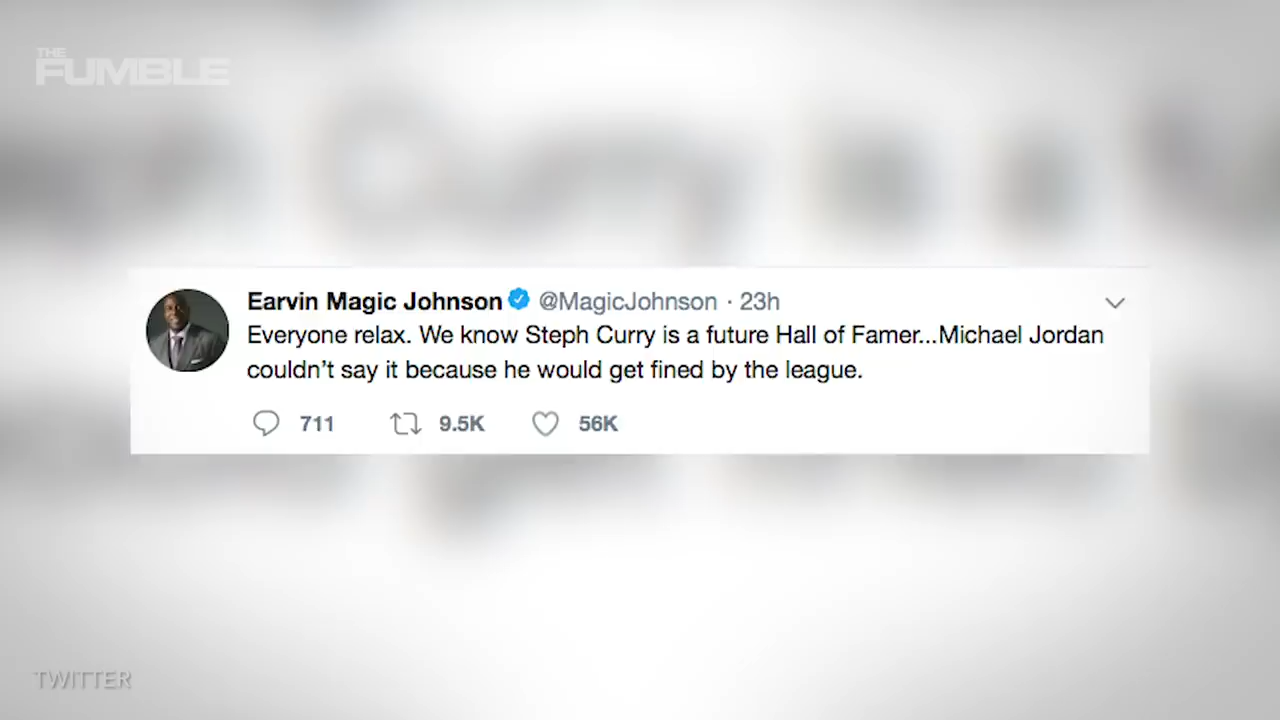 THE
FUMBLE
Earvin Magic Johnson @MagicJohnson · 23h
Everyone relax. We know Steph Curry is a future Hall of Famer...Michael Jordan
couldn’t say it because he would get fined by the league.
711 9.5K 56K
TWITTER